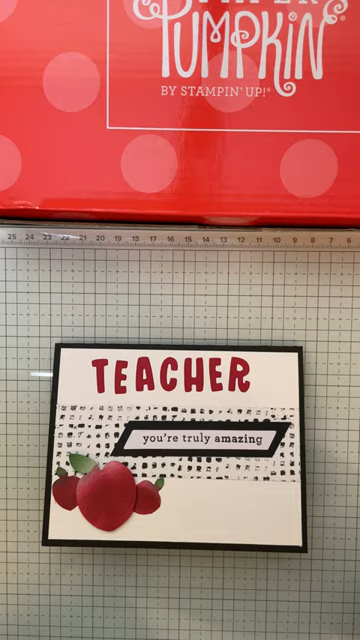 PUMPKIN®
BY STAMPIN' UP!®
25 24 23 22 21 20 19 18 17 16 15 14 13 12 11 10 9 8 7 6
TEACHER
you're truly amazing